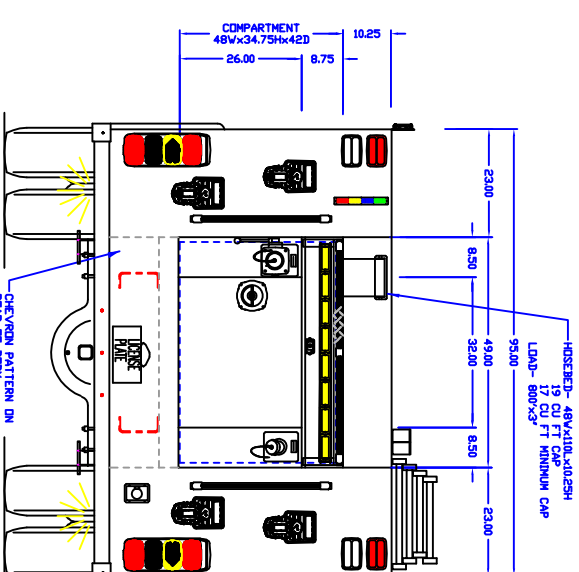 COMPARTMENT
48Wx34.75Hx42D
10.25
26.00
8.75
23.00
8.50
49.00
95.00
32.00
8.50
23.00
HOSEBED- 48Wx110Lx10.25H
19 CU FT CAP
17 CU FT MINIMUM CAP
LOAD- 800'x3"
LICENSE
PLATE
CHEVRON PATTERN ON